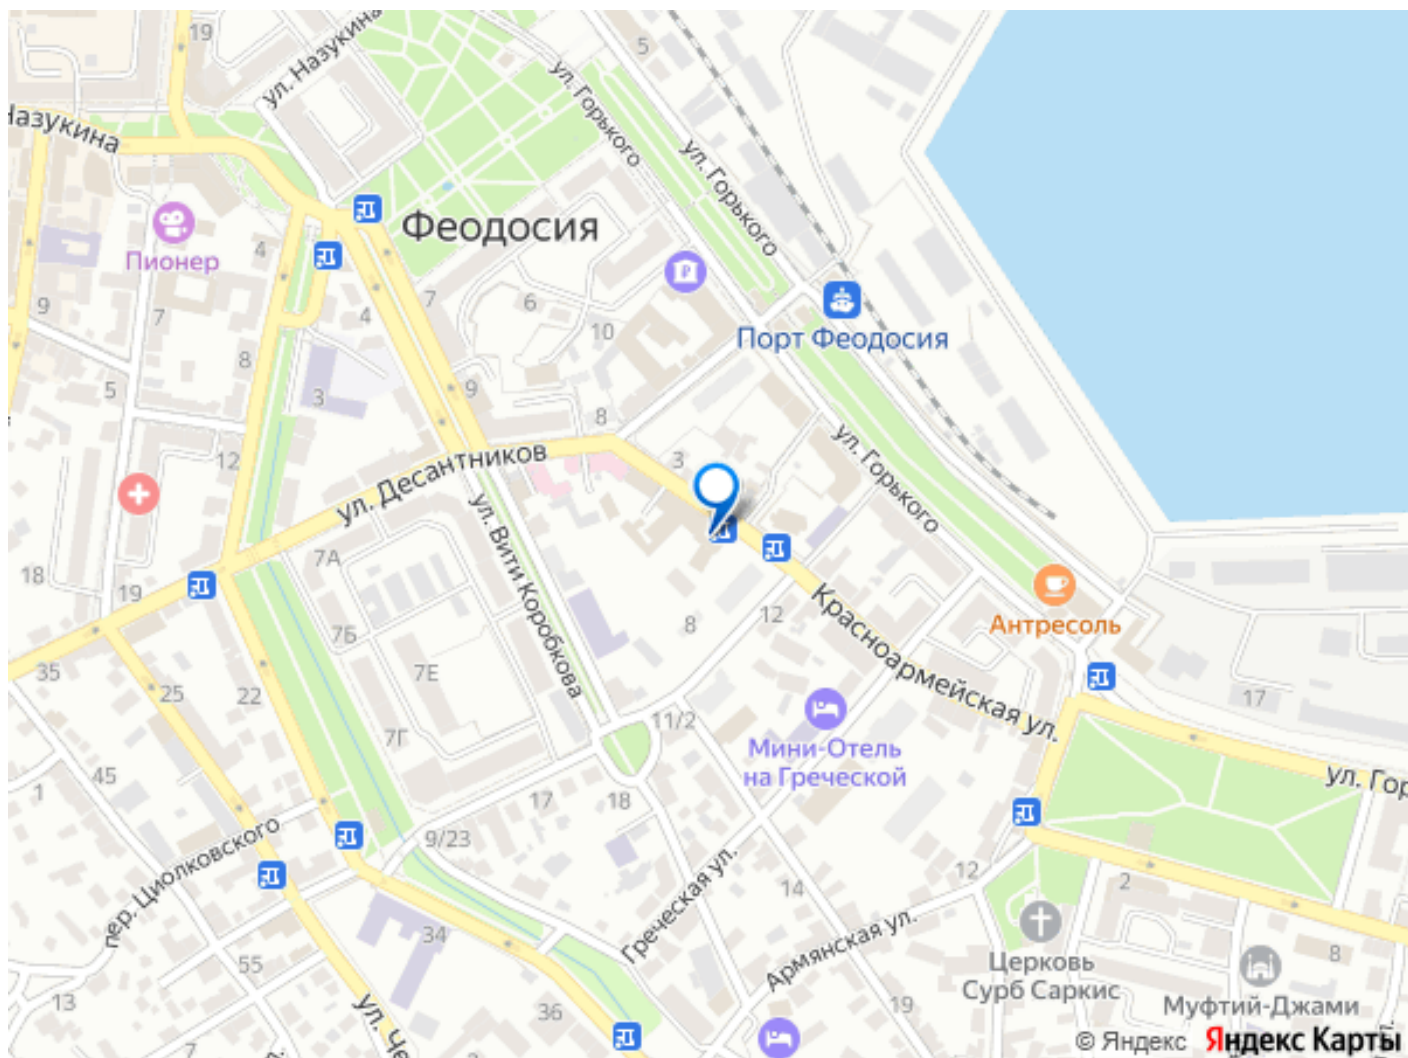 19
ул. Назукина
5
ул. Горького
Назукина
ул. Горького
Феодосия
Пионер
4
9
7
4
7
6
10
Порт Феодосия
8
5
3
9
8
12
ул. Десантников
3
ул. Горького
18
19
7А
ул. Вити Коробкова
7Б
8
12
Красноармейская ул.
Антресоль
35
25
22
7Е
7Г
11/2
17
Мини-Отель
на Греческой
ул. Гор
45
1
17
18
9/23
пер. Циолковского
Греческая ул.
14
12
2
Армянская ул.
34
55
13
Церковь
Сурб Саркис
8
Муфтий-Джами
36
19
7
ул. Че
© Яндекс Яндекс Карты